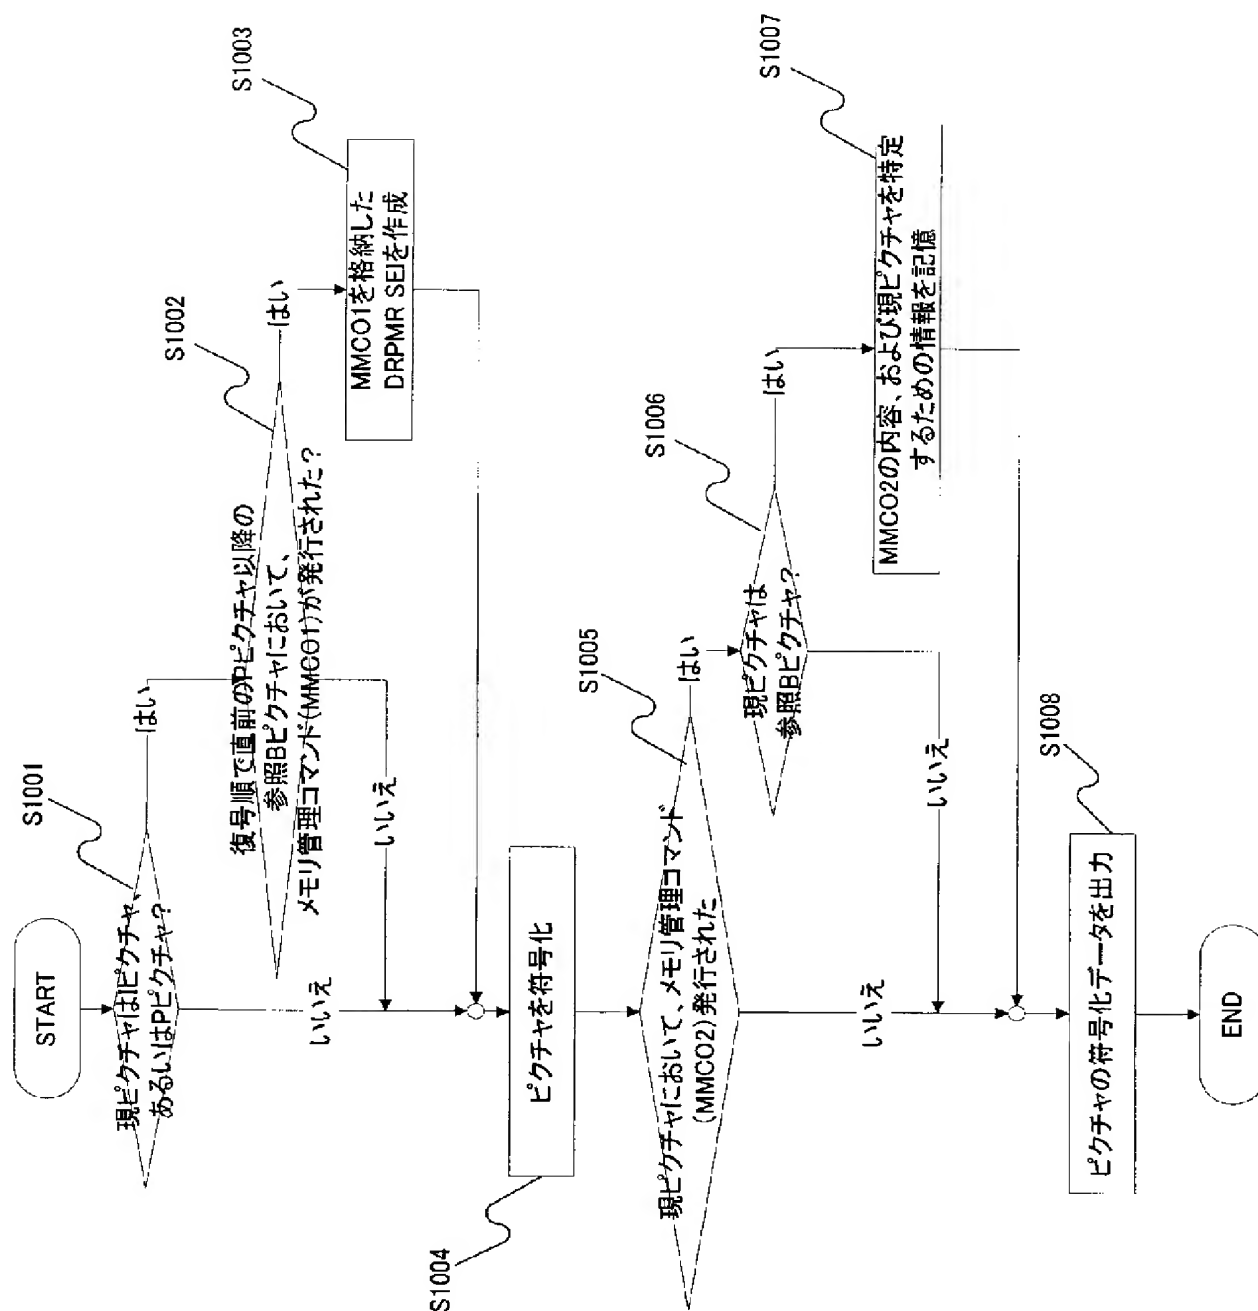 START
S1001
現ピクチャはIピクチャ、
あるいはPピクチャ?
はい
いいえ
S1002
復号順で直前のPピクチャ以降の
参照Bピクチャにおいて、
メモリ管理コマンド(MMCO1)が発行された?
はい
いいえ
S1003
MMCO1を格納した
DRPMR SEIを作成
S1004
ピクチャを符号化
S1005
現ピクチャにおいて、メモリ管理コマンド
(MMCO2)発行された
はい
いいえ
S1006
現ピクチャは
参照Bピクチャ?
はい
いいえ
S1007
MMCO2の内容、および現ピクチャを特定
するための情報を記憶
S1008
ピクチャの符号化データを出力
END